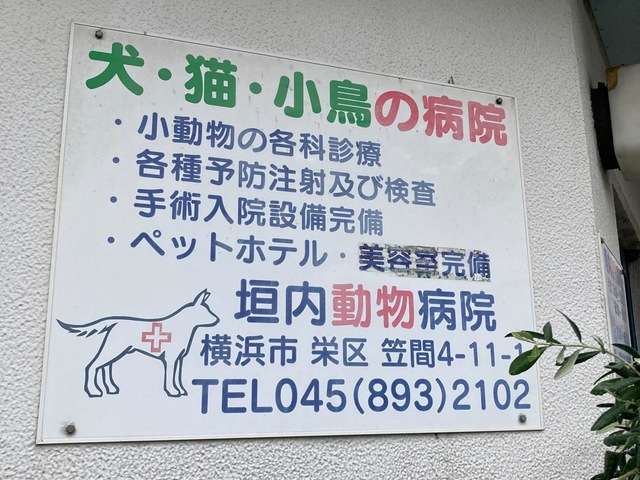 犬・猫・小鳥の病院
・小動物の各科診療
・各種予防注射及び検査
・手術入院設備完備
・ペットホテル・美容室完備
垣内動物病院
横浜市 栄区 笠間4-11-1
TEL045(893)2102